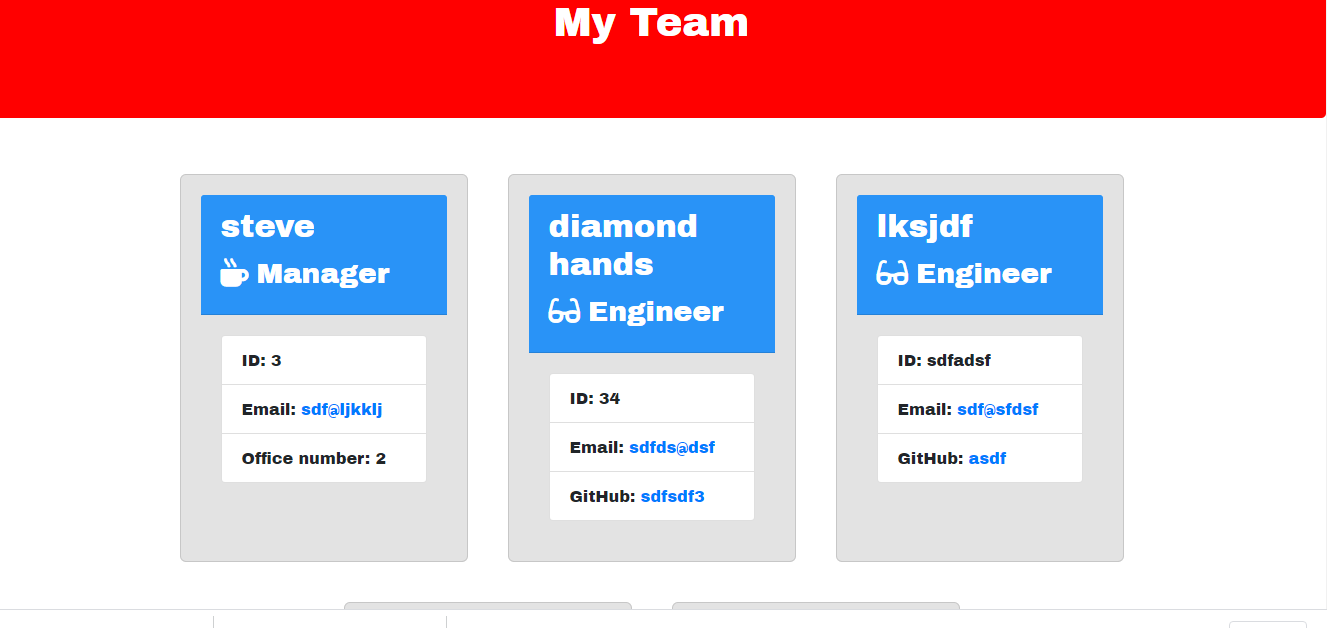 My Team
steve
Manager
ID: 3
Email: sdf@ljkklj
Office number: 2
diamond
hands
Engineer
ID: 34
Email: sdfds@dsf
GitHub: sdfsdf3
lksjdf
Engineer
ID: sdfadsf
Email: sdf@sfdsf
GitHub: asdf